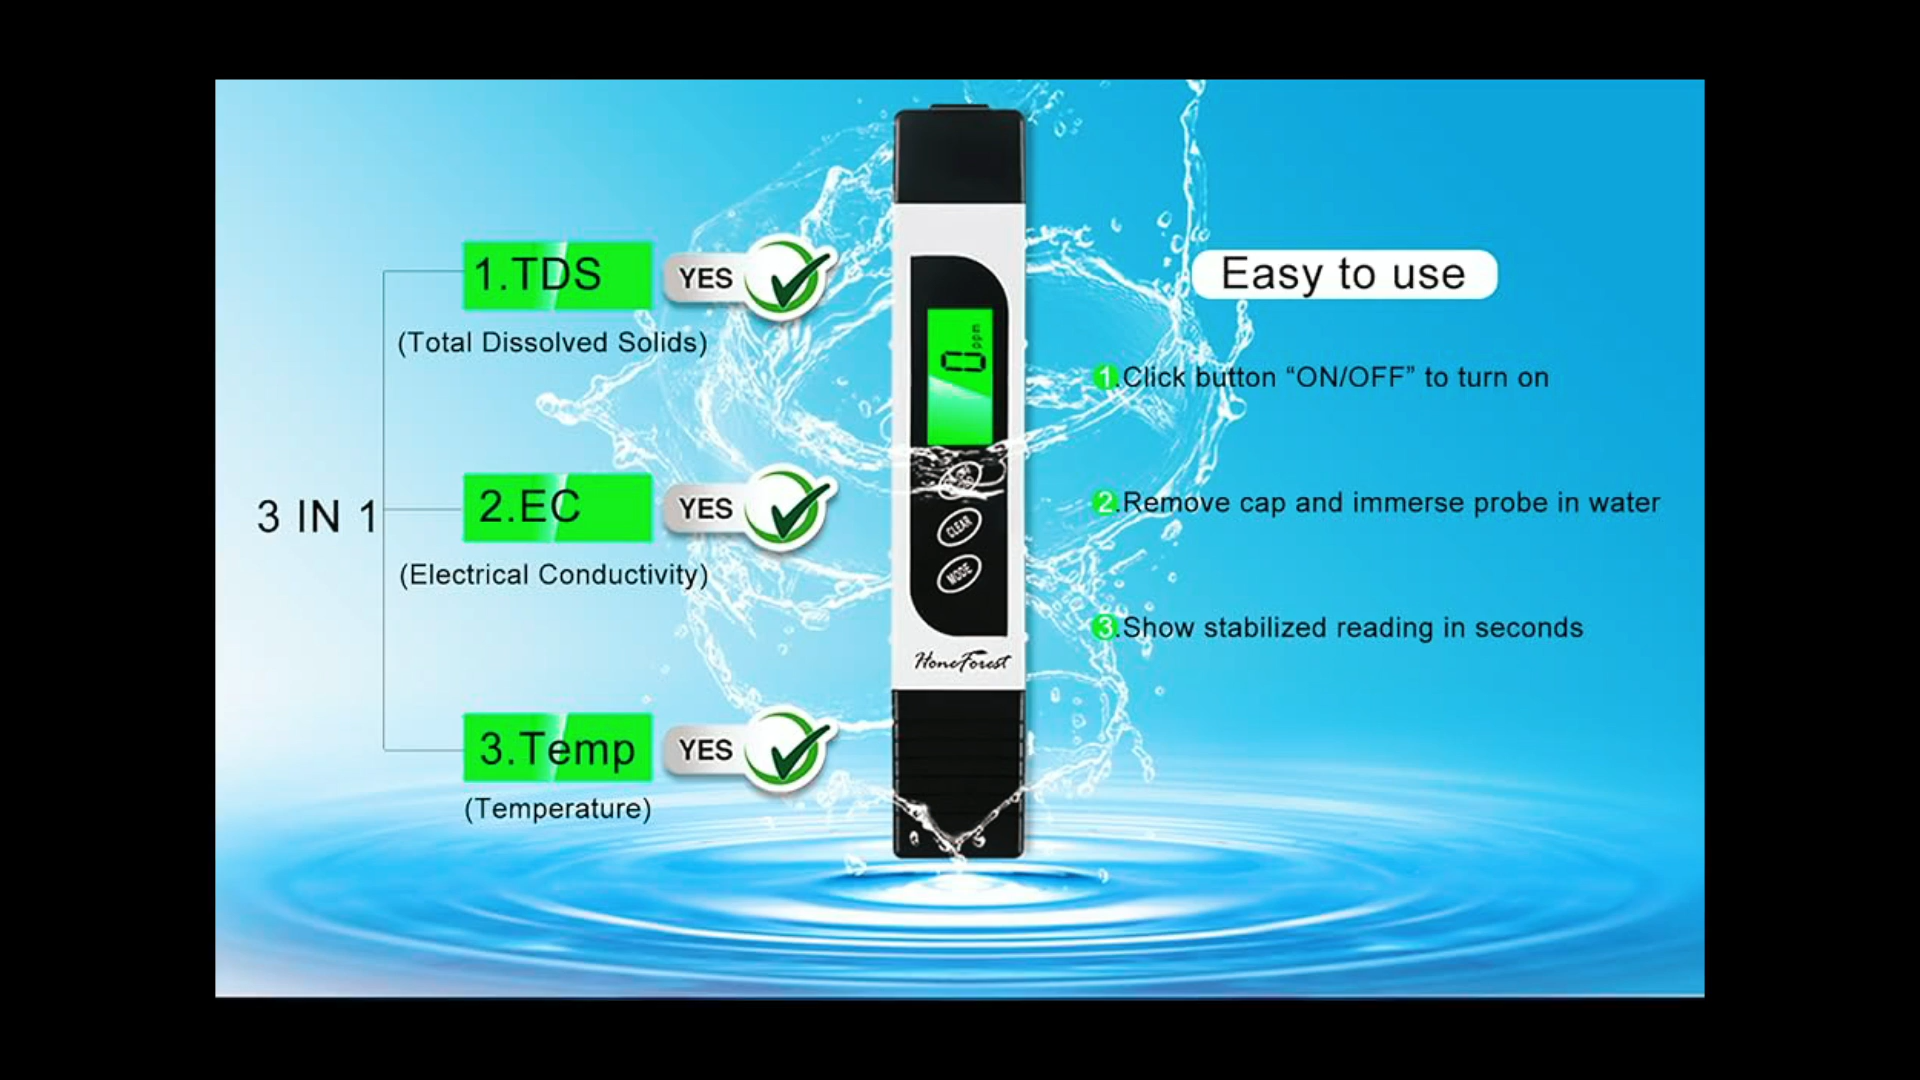 3 IN 1
1.TDS
YES
(Total Dissolved Solids)
2.EC
YES
(Electrical Conductivity)
3.Temp
YES
(Temperature)
0 ppm
CLEAR
MODE
HoneForest
Easy to use
1.Click button “ON/OFF” to turn on
2.Remove cap and immerse probe in water
3.Show stabilized reading in seconds